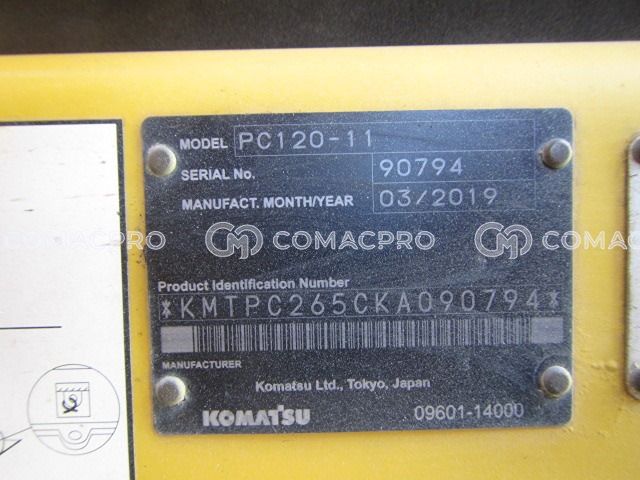 MODEL PC120-11
SERIAL No. 90794
MANUFACT. MONTH/YEAR 03/2019
COMACPRO COMACPRO COMACPRO
Product Identification Number
*KMTPC265CKA090794*
MANUFACTURER
Komatsu Ltd., Tokyo, Japan
KOMATSU 09601-14000